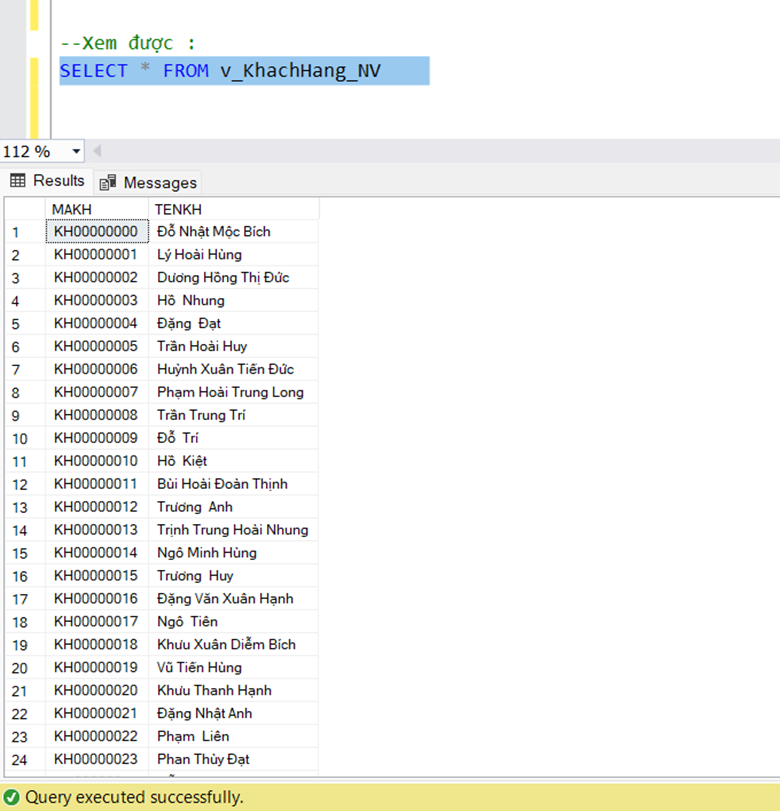 --Xem được :
SELECT * FROM v_KhachHang_NV
112 %
Results Messages
MAKH TENKH
1 KH00000000 Đỗ Nhật Mộc Bích
2 KH00000001 Lý Hoài Hùng
3 KH00000002 Dương Hồng Thị Đức
4 KH00000003 Hồ  Nhung
5 KH00000004 Đặng  Đạt
6 KH00000005 Trần Hoài Huy
7 KH00000006 Huỳnh Xuân Tiến Đức
8 KH00000007 Phạm Hoài Trung Long
9 KH00000008 Trần Trung Trí
10 KH00000009 Đỗ  Trí
11 KH00000010 Hồ  Kiệt
12 KH00000011 Bùi Hoài Đoàn Thịnh
13 KH00000012 Trương  Anh
14 KH00000013 Trịnh Trung Hoài Nhung
15 KH00000014 Ngô Minh Hùng
16 KH00000015 Trương  Huy
17 KH00000016 Đặng Văn Xuân Hạnh
18 KH00000017 Ngô  Tiên
19 KH00000018 Khưu Xuân Diễm Bích
20 KH00000019 Vũ Tiến Hùng
21 KH00000020 Khưu Thanh Hạnh
22 KH00000021 Đặng Nhật Anh
23 KH00000022 Phạm  Liên
24 KH00000023 Phan Thùy Đạt
Query executed successfully.